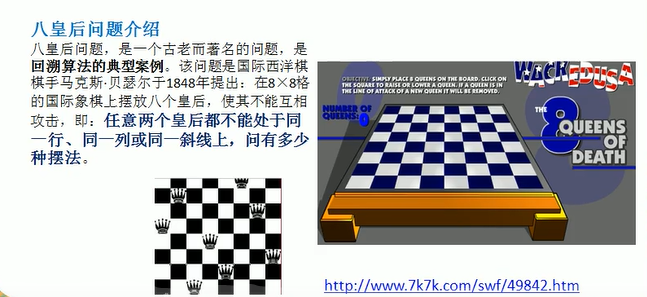 八皇后问题介绍
八皇后问题，是一个古老而著名的问题，是
回溯算法的典型案例。该问题是国际西洋棋
棋手马克斯·贝瑟尔于1848年提出：在8×8格
的国际象棋上摆放八个皇后，使其不能互相
攻击，即：任意两个皇后都不能处于同
一行、同一列或同一斜线上，问有多少
种摆法。
WACKEDUSA
OBJECTIVE: SIMPLY PLACE 8 QUEENS ON THE BOARD. CLICK ON
THE SQUARE TO RAISE OR LOWER A QUEEN. IF A QUEEN IS IN
THE LINE OF ATTACK OF A NEW QUEEN IT WILL BE REMOVED.
NUMBER OF
QUEENS:0
THE
8 QUEENS
OF
DEATH
http://www.7k7k.com/swf/49842.htm